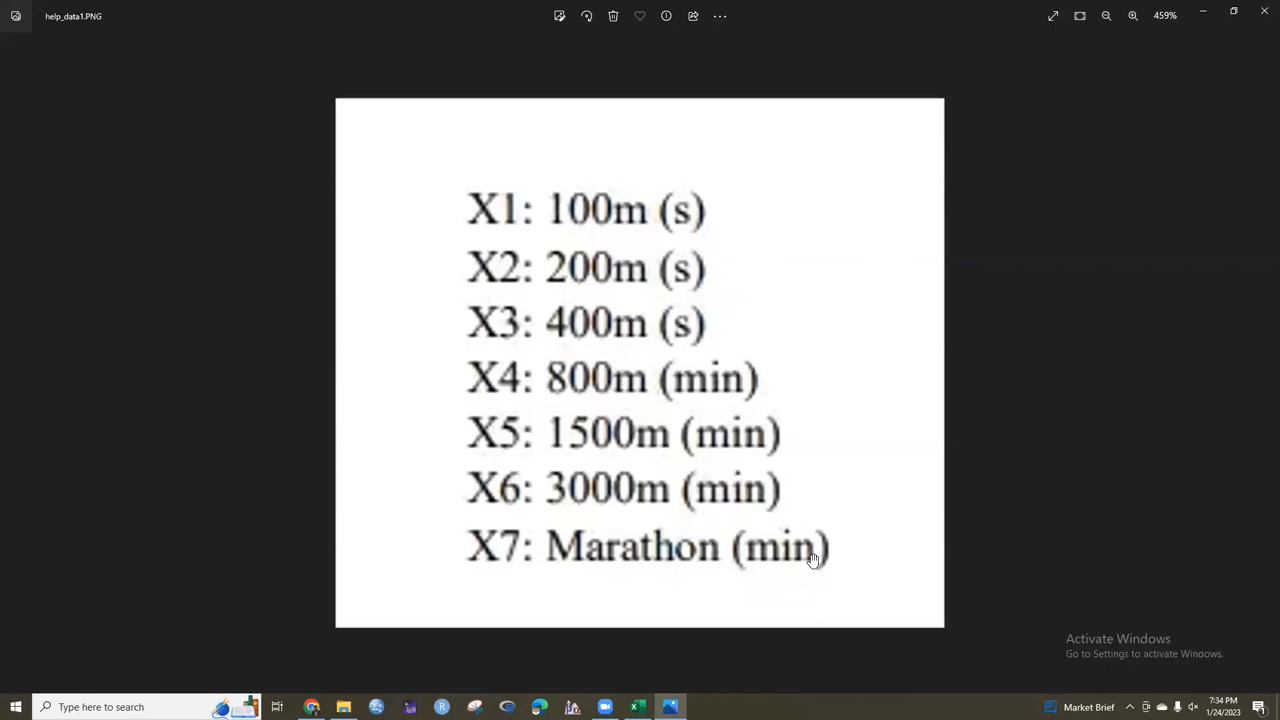 help_data1.PNG
459%
X1: 100m (s)
X2: 200m (s)
X3: 400m (s)
X4: 800m (min)
X5: 1500m (min)
X6: 3000m (min)
X7: Marathon (min)
Activate Windows
Go to Settings to activate Windows.
Type here to search
R
Market Brief
7:34 PM
1/24/2023